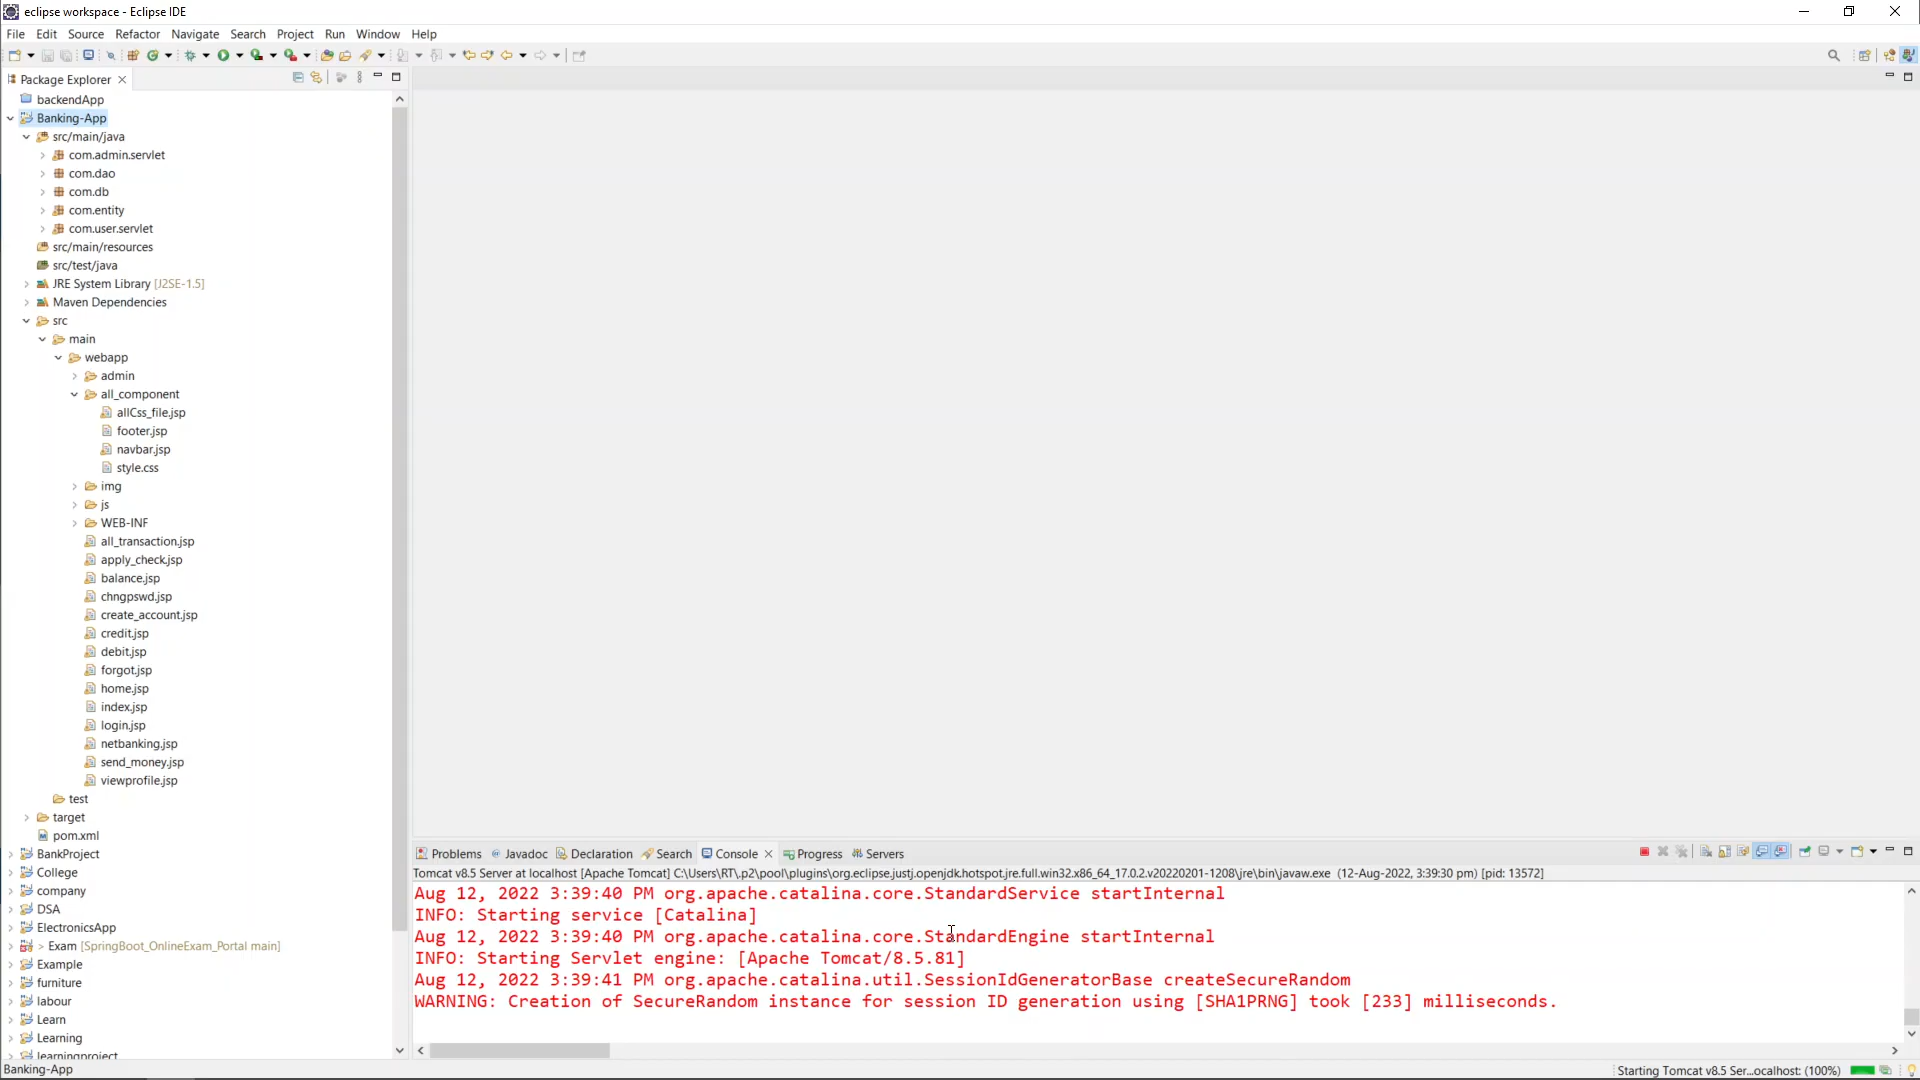 eclipse workspace - Eclipse IDE
File Edit Source Refactor Navigate Search Project Run Window Help
Package Explorer
backendApp
Banking-App
src/main/java
com.admin.servlet
com.dao
com.db
com.entity
com.user.servlet
src/main/resources
src/test/java
JRE System Library [J2SE-1.5]
Maven Dependencies
src
main
webapp
admin
all_component
allCss_file.jsp
footer.jsp
navbar.jsp
style.css
img
js
WEB-INF
all_transaction.jsp
apply_check.jsp
balance.jsp
chngpswd.jsp
create_account.jsp
credit.jsp
debit.jsp
forgot.jsp
home.jsp
index.jsp
login.jsp
netbanking.jsp
send_money.jsp
viewprofile.jsp
test
target
pom.xml
BankProject
College
company
DSA
ElectronicsApp
> Exam [SpringBoot_OnlineExam_Portal main]
Example
furniture
labour
Learn
Learning
learningproject
Problems Javadoc Declaration Search Console Progress Servers
Tomcat v8.5 Server at localhost [Apache Tomcat] C:\Users\RT\.p2\pool\plugins\org.eclipse.justj.openjdk.hotspot.jre.full.win32.x86_64_17.0.2.v20220201-1208\jre\bin\javaw.exe (12-Aug-2022, 3:39:30 pm) [pid: 13572]
Aug 12, 2022 3:39:40 PM org.apache.catalina.core.StandardService startInternal
INFO: Starting service [Catalina]
Aug 12, 2022 3:39:40 PM org.apache.catalina.core.StandardEngine startInternal
INFO: Starting Servlet engine: [Apache Tomcat/8.5.81]
Aug 12, 2022 3:39:41 PM org.apache.catalina.util.SessionIdGeneratorBase createSecureRandom
WARNING: Creation of SecureRandom instance for session ID generation using [SHA1PRNG] took [233] milliseconds.
Banking-App
Starting Tomcat v8.5 Ser...ocalhost: (100%)